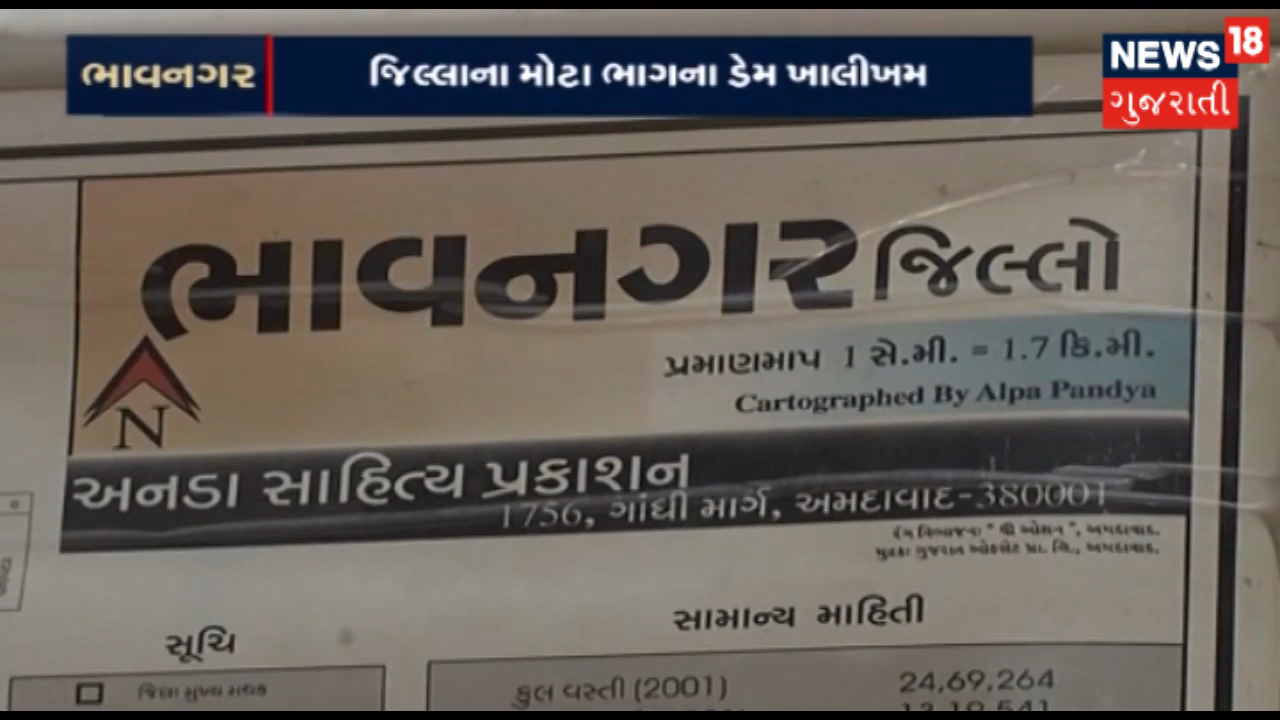 ભાવનગર
જિલ્લાના મોટા ભાગના ડેમ ખાલીખમ
NEWS 18
ગુજરાતી
ભાવનગર જિલ્લો
પ્રમાણમાપ 1 સે.મી. = 1.7 કિ.મી.
Cartographed By Alpa Pandya
N
અનડા સાહિત્ય પ્રકાશન
1756, ગાંધી માર્ગ, અમદાવાદ-380001
સામાન્ય માહિતી
સૂચિ
જિલ્લા મુખ્ય મથક
કુલ વસ્તી (2001) 24,69,264